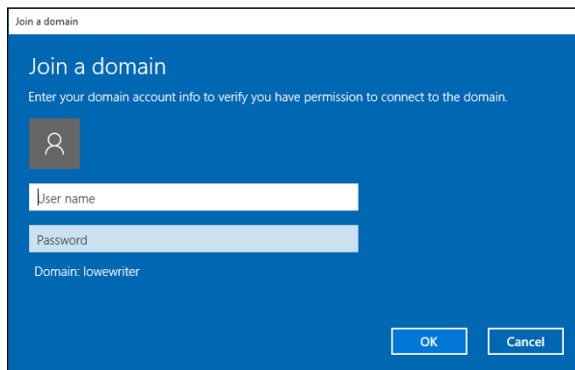 Join a domain
Join a domain
Enter your domain account info to verify you have permission to connect to the domain.
User name
Password
Domain: lowewriter
OK Cancel